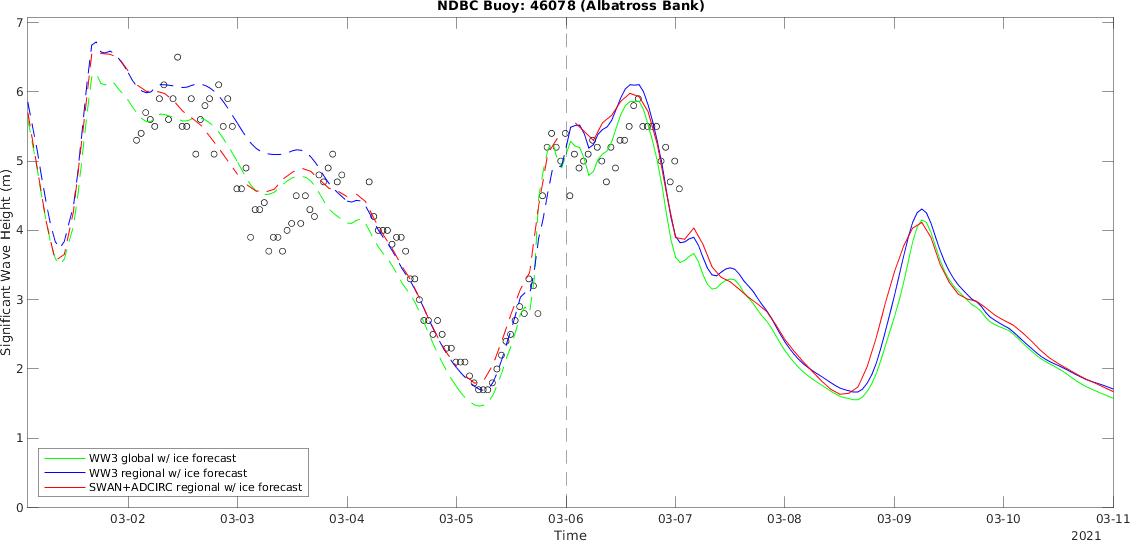 NDBC Buoy: 46078 (Albatross Bank)
7
6
5
4
3
2
1
0
Significant Wave Height (m)
WW3 global w/ ice forecast
WW3 regional w/ ice forecast
SWAN+ADCIRC regional w/ ice forecast
03-02 03-03 03-04 03-05 03-06 03-07 03-08 03-09 03-10 03-11
Time
2021